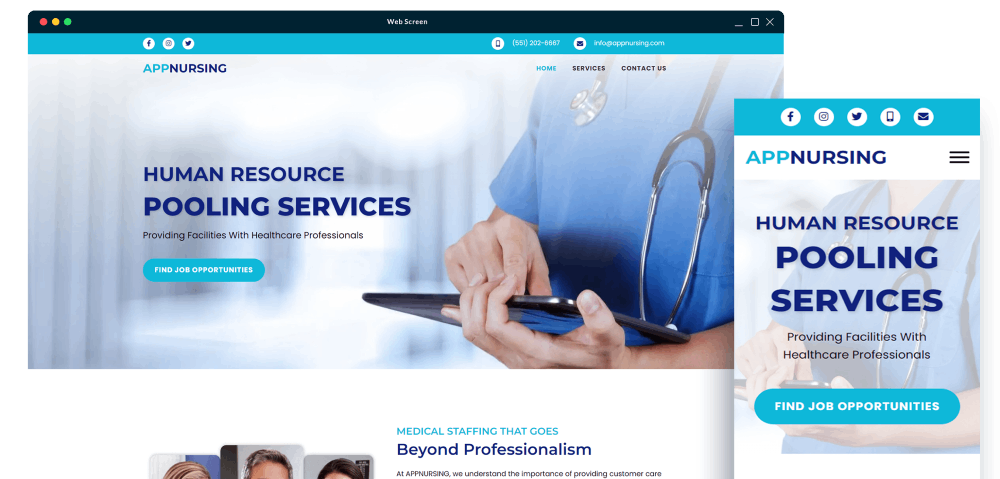 Web Screen
(551) 202-6667
info@appnursing.com
APPNURSING
HOME SERVICES CONTACT US
HUMAN RESOURCE
POOLING SERVICES
Providing Facilities With Healthcare Professionals
FIND JOB OPPORTUNITIES
MEDICAL STAFFING THAT GOES
Beyond Professionalism
At APPNURSING, we understand the importance of providing customer care
APPNURSING
HUMAN RESOURCE
POOLING
SERVICES
Providing Facilities With
Healthcare Professionals
FIND JOB OPPORTUNITIES